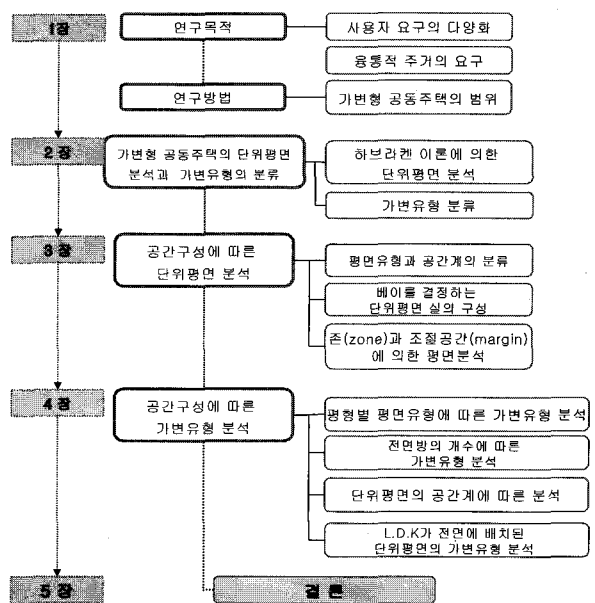 1장
연구목적
사용자 요구의 다양화
융통적 주거의 요구
연구방법
가변형 공동주택의 범위
2장
가변형 공동주택의 단위평면
분석과 가변유형의 분류
하브라켄 이론에 의한
단위평면 분석
가변유형 분류
3장
공간구성에 따른
단위평면 분석
평면유형과 공간계의 분류
베이를 결정하는
단위평면 실의 구성
존(zone)과 조절공간(margin)
에 의한 평면분석
4장
공간구성에 따른
가변유형 분석
평형별 평면유형에 따른 가변유형 분석
전면방의 개수에 따른
가변유형 분석
단위평면의 공간계에 따른 분석
L.D.K가 전면에 배치된
단위평면의 가변유형 분석
5장
결론